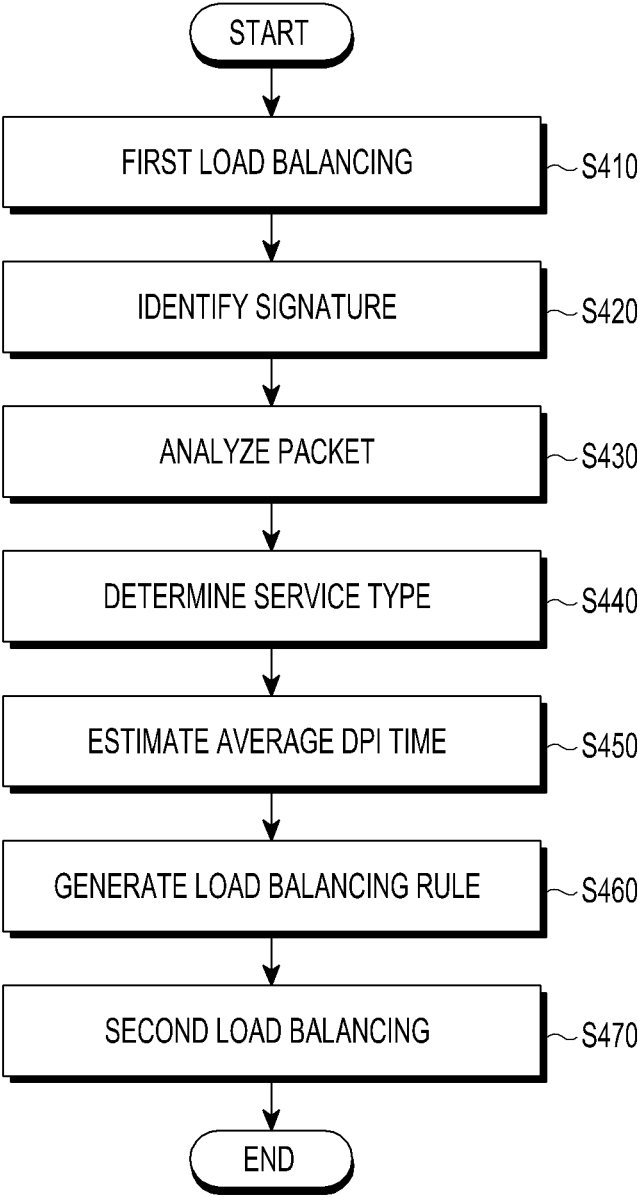 START
FIRST LOAD BALANCING
S410
IDENTIFY SIGNATURE
S420
ANALYZE PACKET
S430
DETERMINE SERVICE TYPE
S440
ESTIMATE AVERAGE DPI TIME
S450
GENERATE LOAD BALANCING RULE
S460
SECOND LOAD BALANCING
S470
END